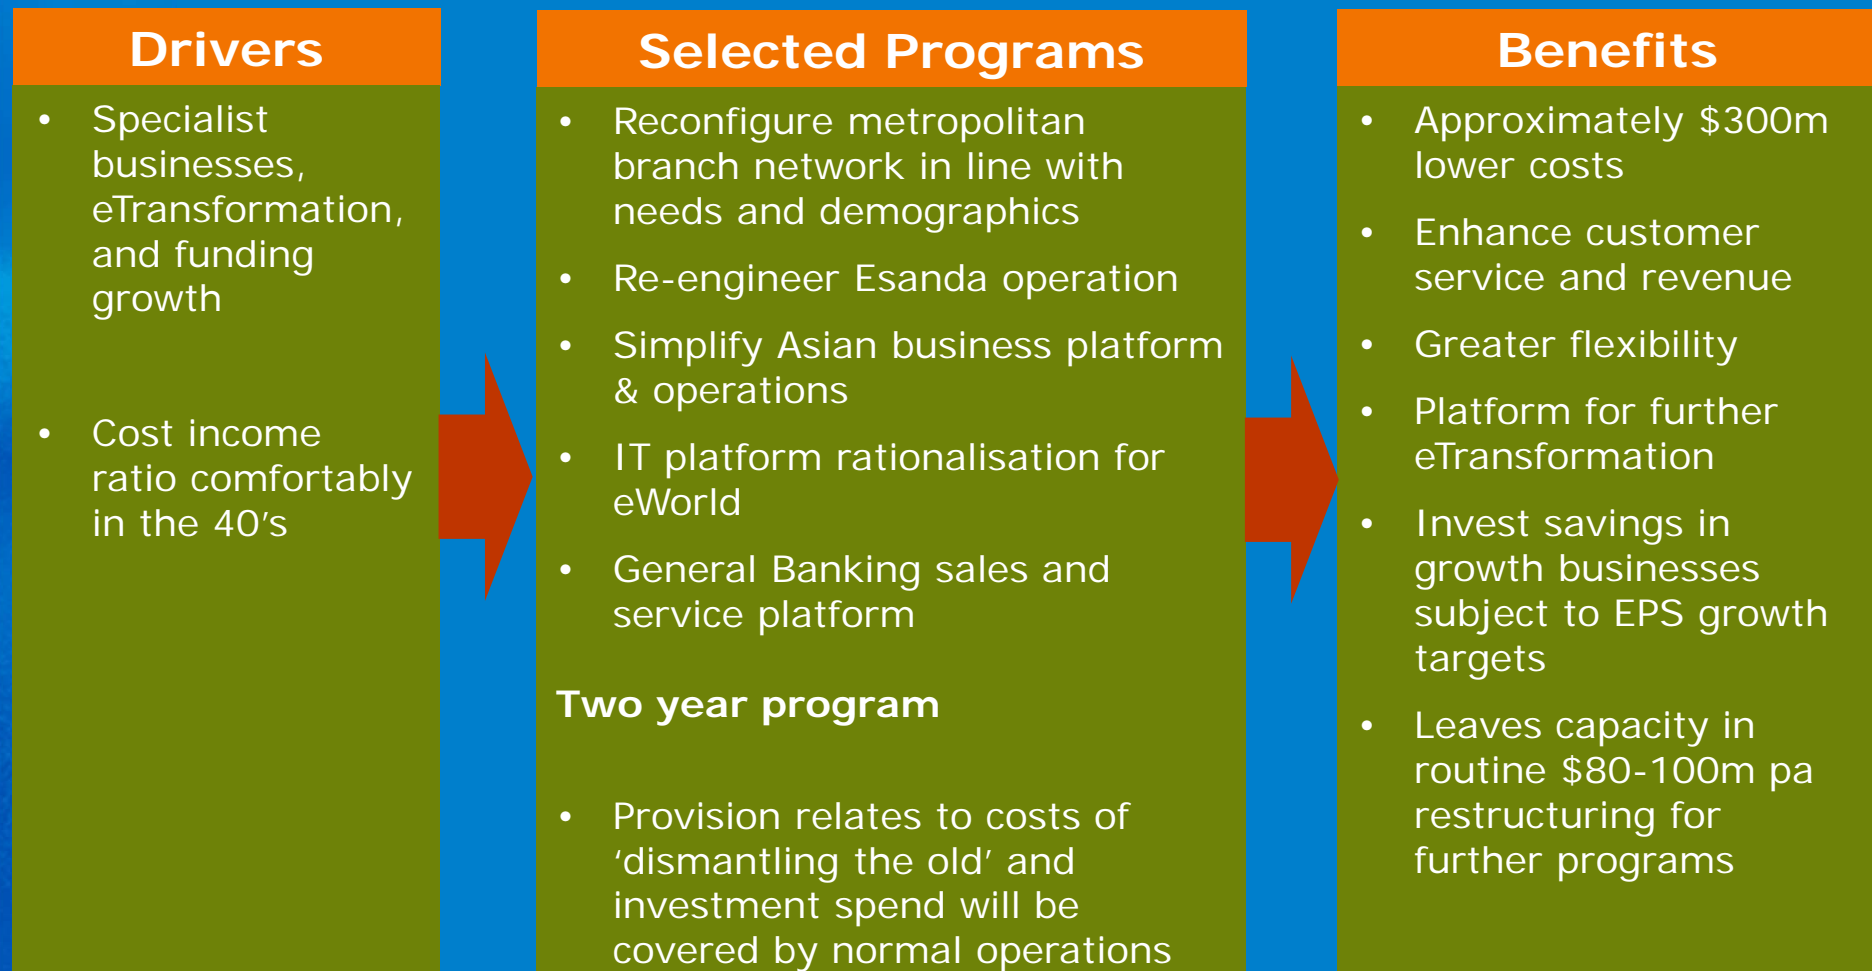 Drivers
• Specialist
businesses,
eTransformation,
and funding
growth
• Cost income
ratio comfortably
in the 40's
Selected Programs
• Reconfigure metropolitan
branch network in line with
needs and demographics
• Re-engineer Esanda operation
• Simplify Asian business platform
& operations
• IT platform rationalisation for
eWorld
• General Banking sales and
service platform
Two year program
• Provision relates to costs of
‘dismantling the old’ and
investment spend will be
covered by normal operations
Benefits
• Approximately $300m
lower costs
• Enhance customer
service and revenue
• Greater flexibility
• Platform for further
eTransformation
• Invest savings in
growth businesses
subject to EPS growth
targets
• Leaves capacity in
routine $80-100m pa
restructuring for
further programs